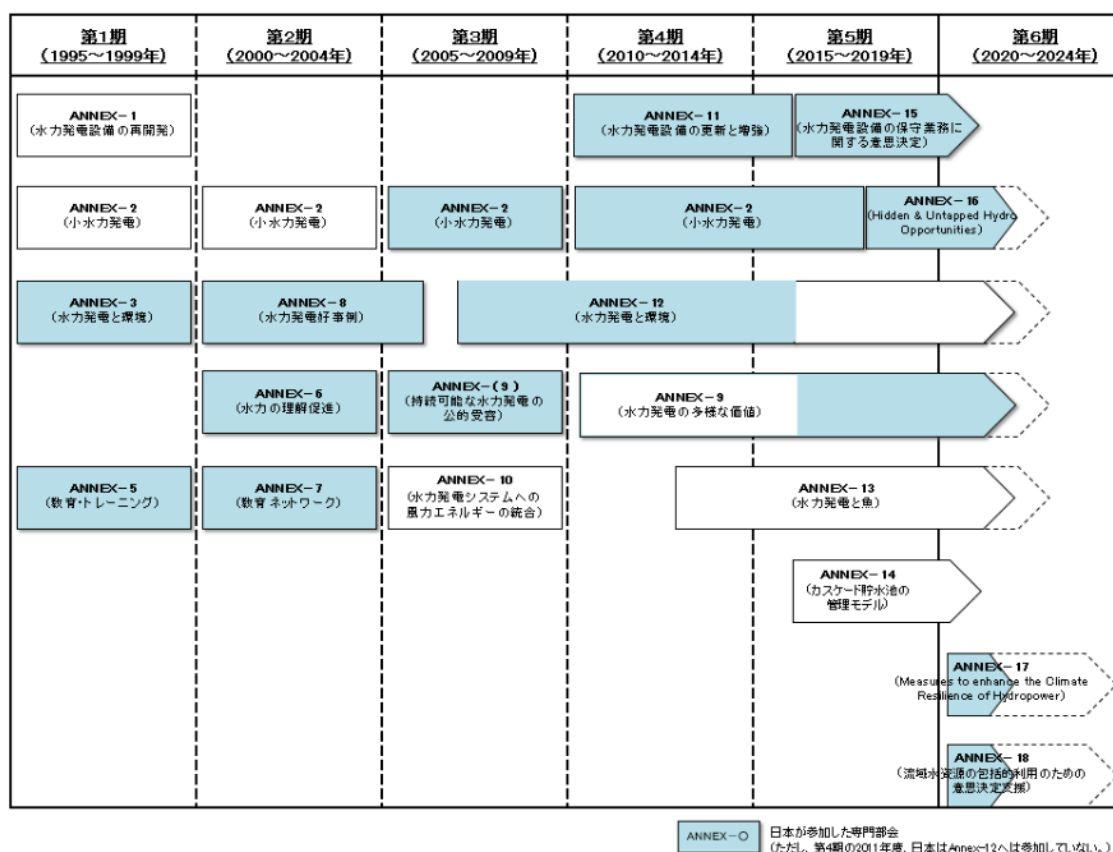 第1期
(1995～1999年)
第2期
(2000～2004年)
第3期
(2005～2009年)
第4期
(2010～2014年)
第5期
(2015～2019年)
第6期
(2020～2024年)
ANNEX-1
(水力発電設備の再開発)
ANNEX-11
(水力発電設備の更新と増強)
ANNEX-15
(水力発電設備の保守業務に
関する意思決定)
ANNEX-2
(小水力発電)
ANNEX-2
(小水力発電)
ANNEX-2
(小水力発電)
ANNEX-2
(小水力発電)
ANNEX-16
(Hidden & Untapped Hydro
Opportunities)
ANNEX-3
(水力発電と環境)
ANNEX-8
(水力発電好事例)
ANNEX-12
(水力発電と環境)
ANNEX-6
(水力の理解促進)
ANNEX-(9)
(持続可能な水力発電の
公的受容)
ANNEX-9
(水力発電の多様な価値)
ANNEX-5
(教育・トレーニング)
ANNEX-7
(教育ネットワーク)
ANNEX-10
(水力発電システムへの
風力エネルギーの統合)
ANNEX-13
(水力発電と魚)
ANNEX-14
(カスケード貯水池の
管理モデル)
ANNEX-17
(Measures to enhance the Climate
Resilience of Hydropower)
ANNEX-18
(流域水資源の包括的利用のための
意思決定支援)
ANNEX-○
日本が参加した専門部会
(ただし、第4期の2011年度、日本はAnnex-12へは参加していない。)